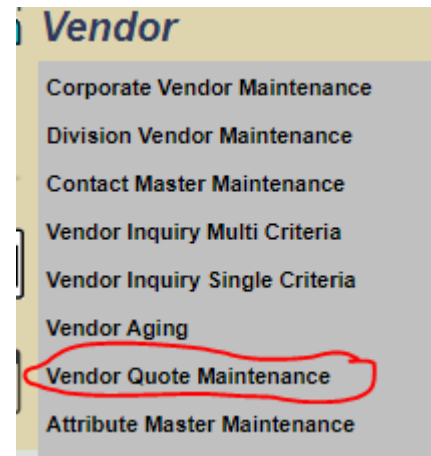 Vendor
Corporate Vendor Maintenance
Division Vendor Maintenance
Contact Master Maintenance
Vendor Inquiry Multi Criteria
Vendor Inquiry Single Criteria
Vendor Aging
Vendor Quote Maintenance
Attribute Master Maintenance